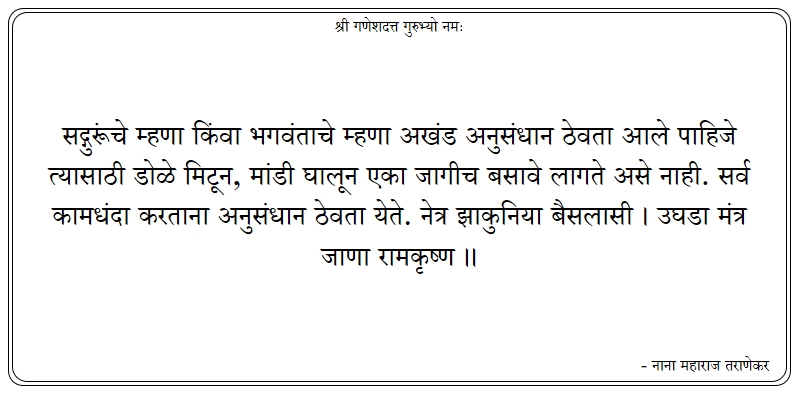 श्री गणेशदत्त गुरुभ्यो नमः
सद्गुरूंचे म्हणा किंवा भगवंताचे म्हणा अखंड अनुसंधान ठेवता आले पाहिजे
त्यासाठी डोळे मिटून, मांडी घालून एका जागीच बसावे लागते असे नाही. सर्व
कामधंदा करताना अनुसंधान ठेवता येते. नेत्र झाकुनिया बैसलासी । उघडा मंत्र
जाणा रामकृष्ण ॥
- नाना महाराज तराणेकर